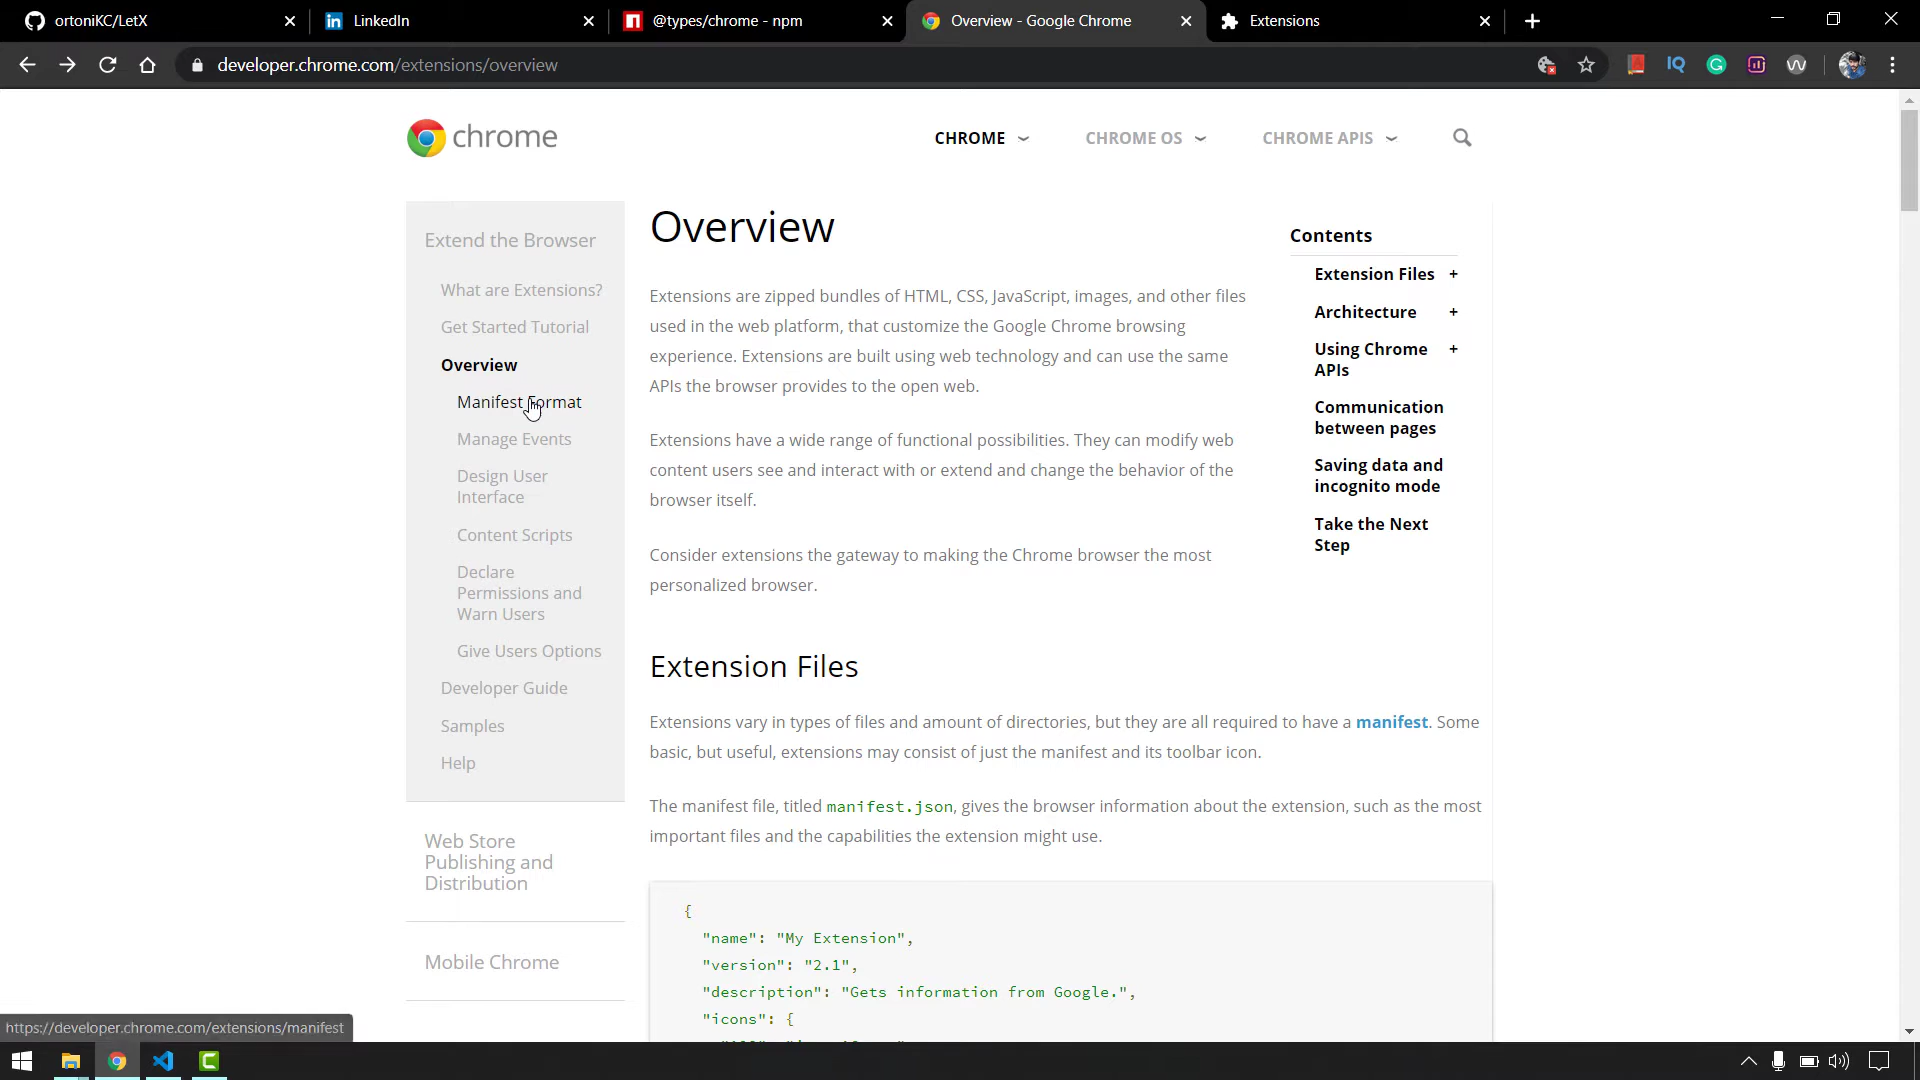 ortoniKC/LetX
LinkedIn
@types/chrome - npm
Overview - Google Chrome
Extensions
developer.chrome.com/extensions/overview
chrome
CHROME
CHROME OS
CHROME APIS
Extend the Browser
What are Extensions?
Get Started Tutorial
Overview
Manifest Format
Manage Events
Design User
Interface
Content Scripts
Declare
Permissions and
Warn Users
Give Users Options
Developer Guide
Samples
Help
Web Store
Publishing and
Distribution
Mobile Chrome
Overview
Extensions are zipped bundles of HTML, CSS, JavaScript, images, and other files
used in the web platform, that customize the Google Chrome browsing
experience. Extensions are built using web technology and can use the same
APIs the browser provides to the open web.
Extensions have a wide range of functional possibilities. They can modify web
content users see and interact with or extend and change the behavior of the
browser itself.
Consider extensions the gateway to making the Chrome browser the most
personalized browser.
Contents
Extension Files +
Architecture +
Using Chrome +
APIs
Communication
between pages
Saving data and
incognito mode
Take the Next
Step
Extension Files
Extensions vary in types of files and amount of directories, but they are all required to have a manifest. Some
basic, but useful, extensions may consist of just the manifest and its toolbar icon.
The manifest file, titled manifest.json, gives the browser information about the extension, such as the most
important files and the capabilities the extension might use.
{
"name": "My Extension",
"version": "2.1",
"description": "Gets information from Google.",
"icons": {
https://developer.chrome.com/extensions/manifest